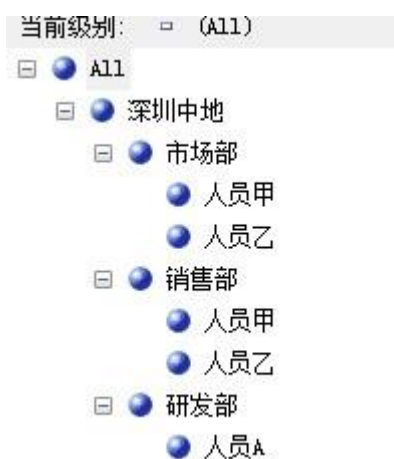 当前级别: (All)
All
深圳中地
市场部
人员甲
人员乙
销售部
人员甲
人员乙
研发部
人员A